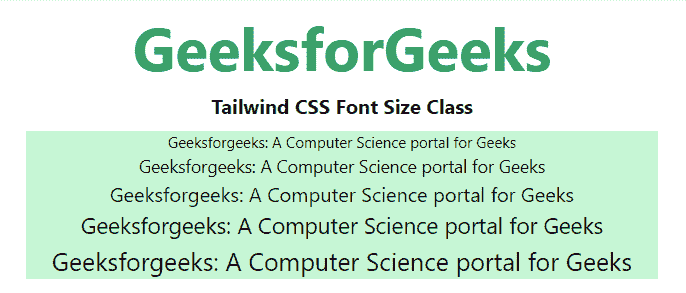 GeeksforGeeks
Tailwind CSS Font Size Class
Geeksforgeeks: A Computer Science portal for Geeks
Geeksforgeeks: A Computer Science portal for Geeks
Geeksforgeeks: A Computer Science portal for Geeks
Geeksforgeeks: A Computer Science portal for Geeks
Geeksforgeeks: A Computer Science portal for Geeks